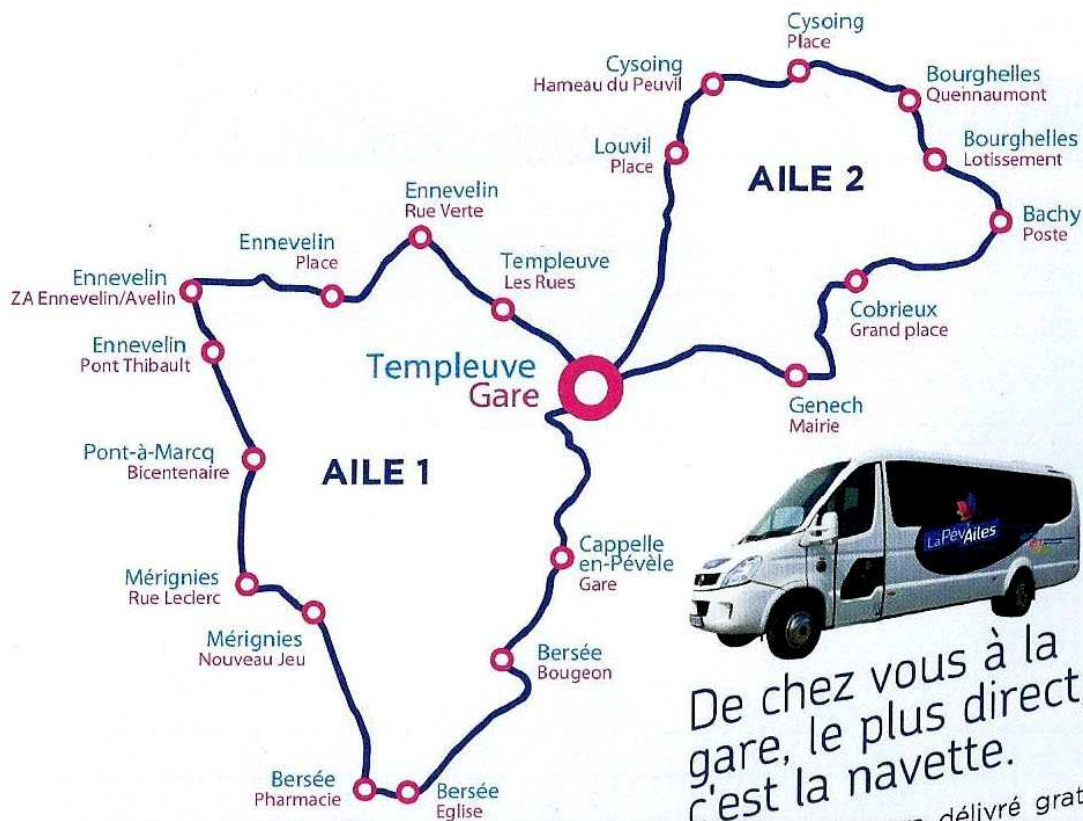 Cysoing
Place
Cysoing
Hameau du Peuvil
Bourghelles
Quennaumont
Louvil
Place
Bourghelles
Lotissement
AILE 2
Ennevelin
Rue Verte
Bachy
Poste
Ennevelin
Place
Templeuve
Les Rues
Ennevelin
ZA Ennevelin/Avelin
Cobrieux
Grand place
Ennevelin
Pont Thibault
Templeuve
Gare
Genech
Mairie
Pont-à-Marcq
Bicentenaire
AILE 1
LaPév'Ailes
Cappelle
en-Pévèle
Gare
Mérignies
Rue Leclerc
Mérignies
Nouveau Jeu
Bersée
Bougeon
De chez vous à la
gare, le plus direct
c'est la navette.
Bersée
Pharmacie
Bersée
Eglise
délivré